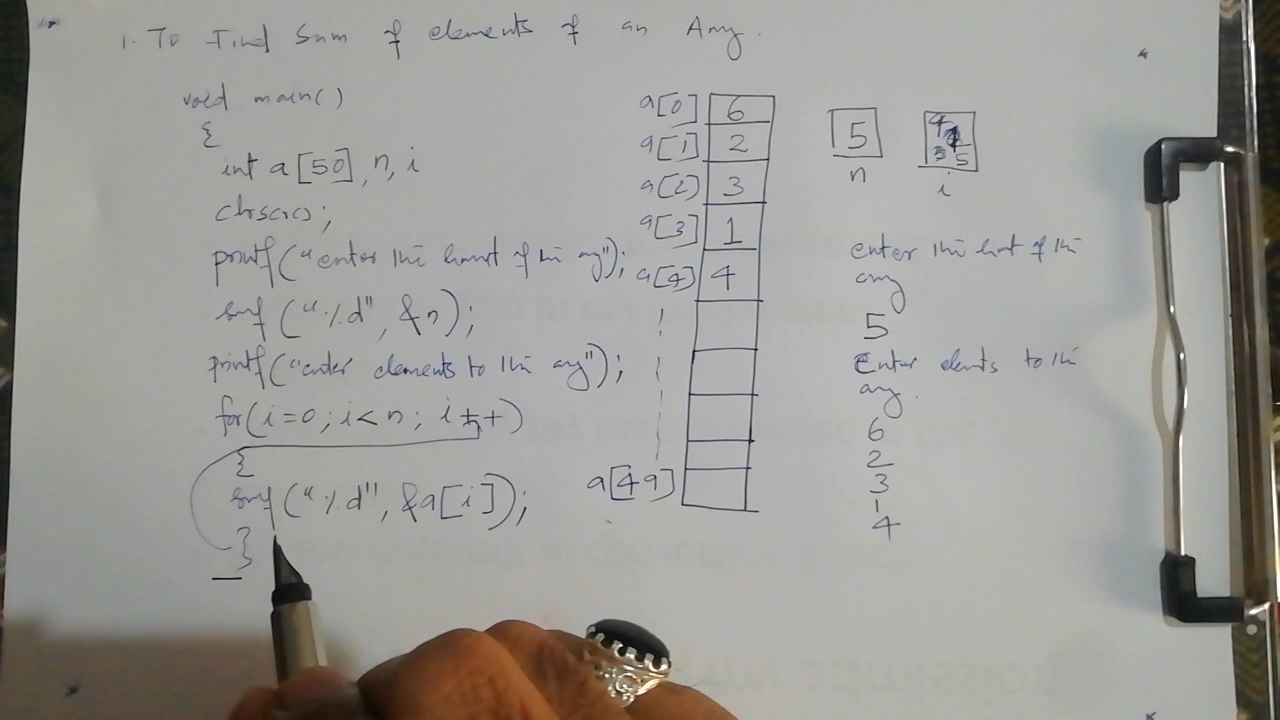 1. To Find Sum of elements of an Array.
void main()
{
int a[50], n, i
clrscr();
printf("enter the limit of the array");
scanf("%d", &n);
printf("enter elements to the array");
for(i=0; i<n; i++)
{
scanf("%d", &a[i]);
}
a[0] 6
a[1] 2
a[2] 3
a[3] 1
a[4] 4
a[49]
5
n
i
enter the limit of the
array
5
Enter elements to the
array.
6
2
3
1
4